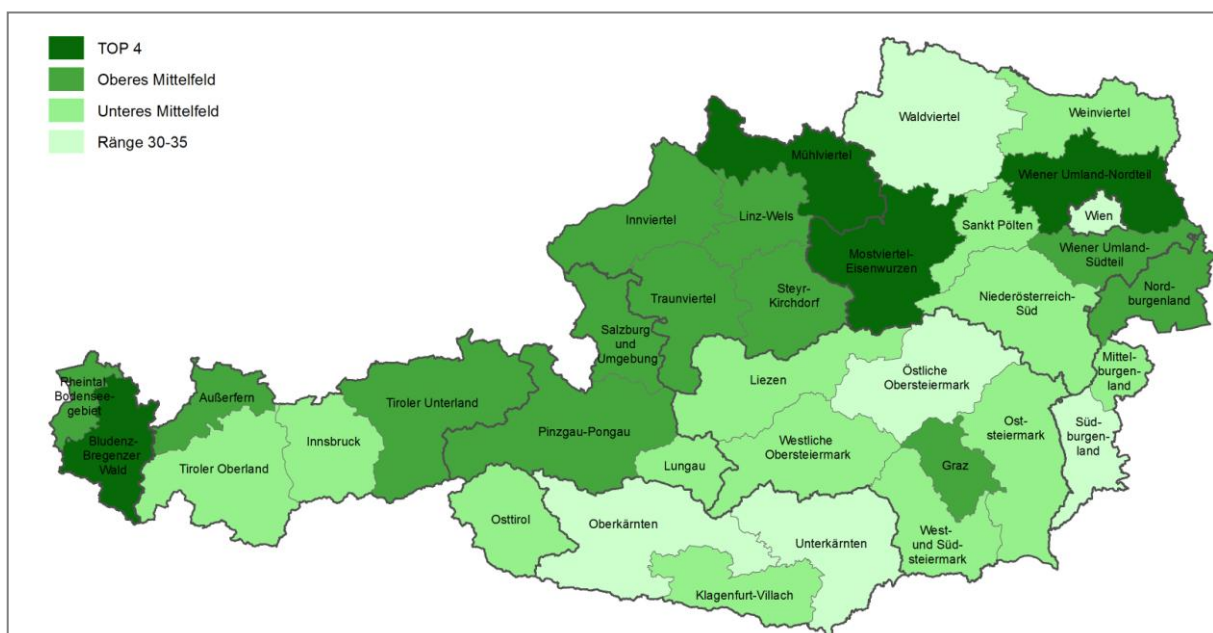 TOP 4
Oberes Mittelfeld
Unteres Mittelfeld
Ränge 30-35
Waldviertel
Weinviertel
Mühlviertel
Wiener Umland-Nordteil
Wien
Innviertel
Linz-Wels
Sankt Pölten
Mostviertel-
Eisenwurzen
Wiener Umland-
Südteil
Nord-
burgenland
Traunviertel
Steyr-
Kirchdorf
Niederösterreich-
Süd
Salzburg
und
Umgebung
Mittel-
burgen-
land
Liezen
Östliche
Obersteiermark
Rheintal-
Bodensee-
gebiet
Außerfern
Tiroler Unterland
Bludenz-
Bregenzer
Wald
Innsbruck
Pinzgau-Pongau
Tiroler Oberland
Westliche
Obersteiermark
Ost-
steiermark
Süd-
burgen-
land
Lungau
Graz
Osttirol
Oberkärnten
Unterkärnten
West-
und Süd-
steiermark
Klagenfurt-Villach